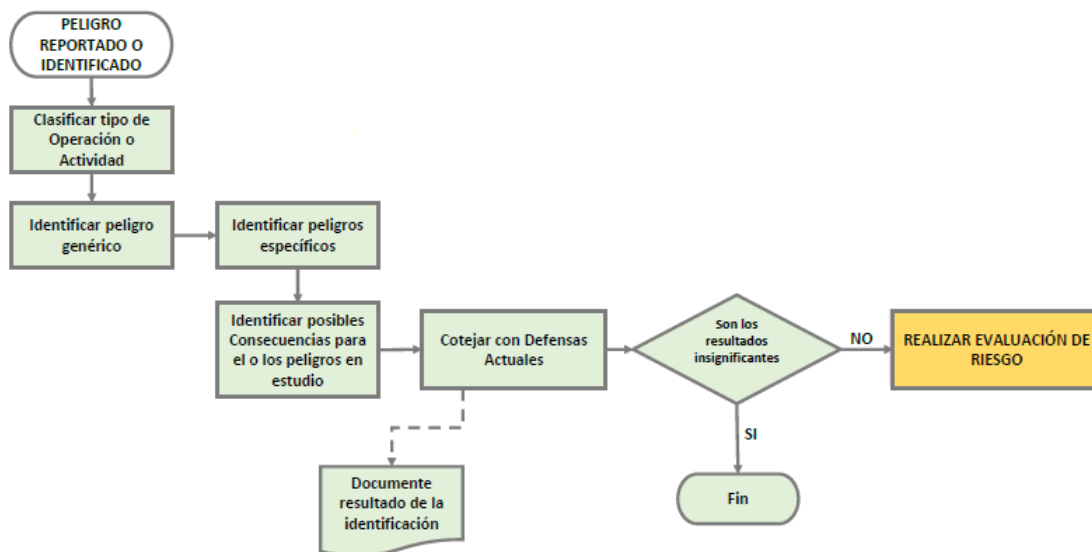 PELIGRO
REPORTADO O
IDENTIFICADO
Clasificar tipo de
Operación o
Actividad
Identificar peligro
genérico
Identificar peligros
específicos
Identificar posibles
Consecuencias para
el o los peligros en
estudio
Cotejar con Defensas
Actuales
Son los
resultados
insignificantes
NO
REALIZAR EVALUACIÓN DE
RIESGO
SI
Fin
Documente
resultado de la
identificación